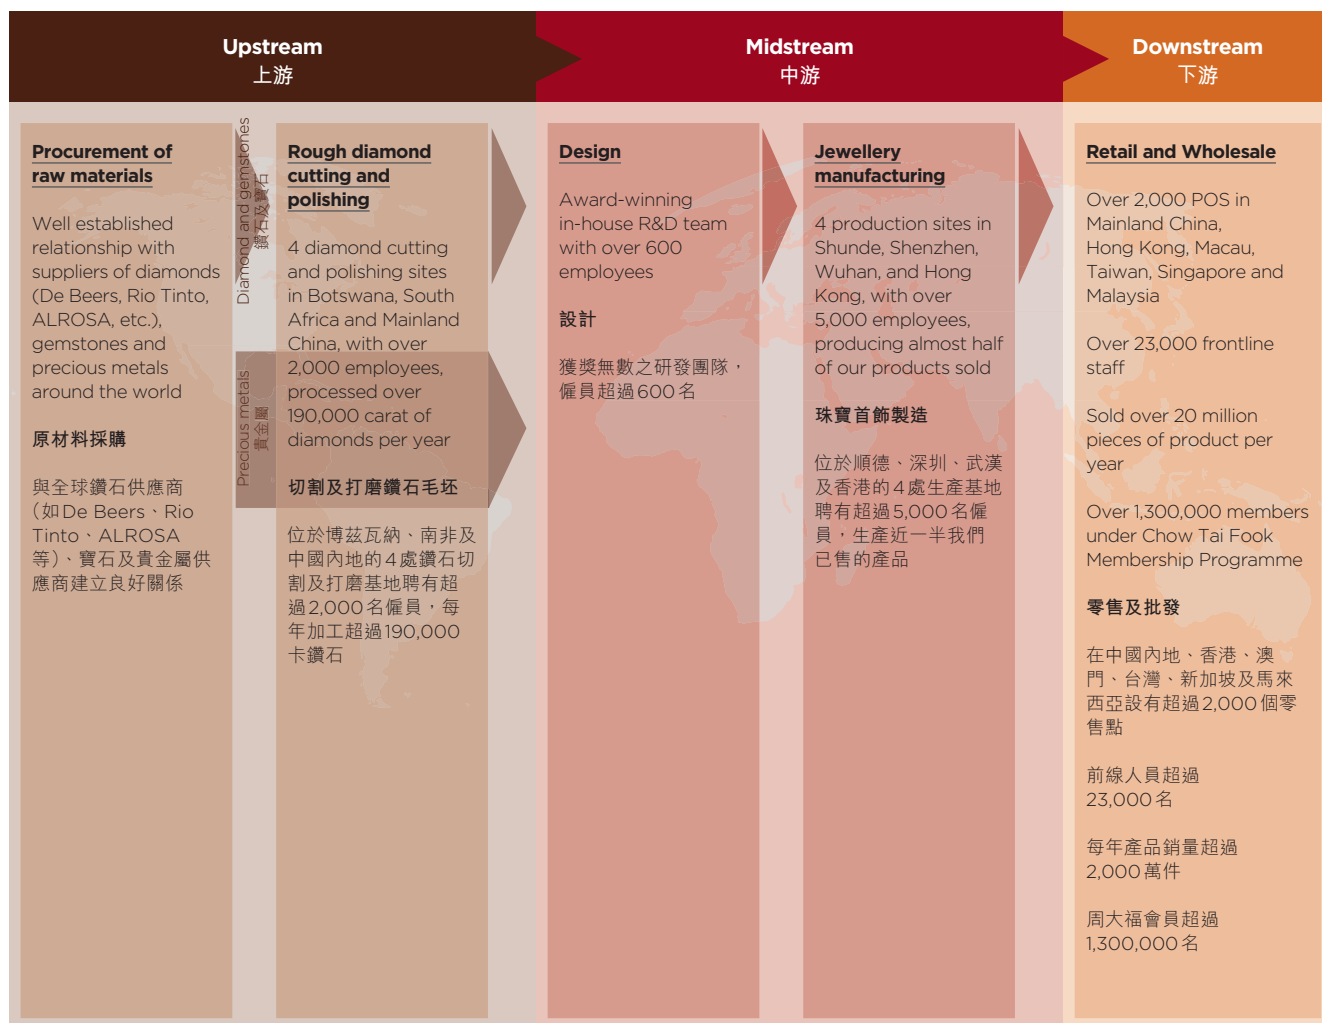 Upstream
上游
Midstream
中游
Downstream
下游
Procurement of
raw materials
Well established
relationship with
suppliers of diamonds
(De Beers, Rio Tinto,
ALROSA, etc.),
gemstones and
precious metals
around the world
原材料採購
與全球鑽石供應商
（如De Beers、Rio
Tinto、ALROSA
等）、寶石及貴金屬供
應商建立良好關係
Diamond and gemstones
鑽石及寶石
Precious metals
貴金屬
Rough diamond
cutting and
polishing
4 diamond cutting
and polishing sites
in Botswana, South
Africa and Mainland
China, with over
2,000 employees,
processed over
190,000 carat of
diamonds per year
切割及打磨鑽石毛坯
位於博茲瓦納、南非及
中國內地的4處鑽石切
割及打磨基地聘有超
過2,000名僱員，每
年加工超過190,000
卡鑽石
Design
Award-winning
in-house R&D team
with over 600
employees
設計
獲獎無數之研發團隊，
僱員超過600名
Jewellery
manufacturing
4 production sites in
Shunde, Shenzhen,
Wuhan, and Hong
Kong, with over
5,000 employees,
producing almost half
of our products sold
珠寶首飾製造
位於順德、深圳、武漢
及香港的4處生產基地
聘有超過5,000名僱
員，生產近一半我們
已售的產品
Retail and Wholesale
Over 2,000 POS in
Mainland China,
Hong Kong, Macau,
Taiwan, Singapore and
Malaysia
Over 23,000 frontline
staff
Sold over 20 million
pieces of product per
year
Over 1,300,000 members
under Chow Tai Fook
Membership Programme
零售及批發
在中國內地、香港、澳
門、台灣、新加坡及馬來
西亞設有超過2,000個零
售點
前線人員超過
23,000名
每年產品銷量超過
2,000萬件
周大福會員超過
1,300,000名